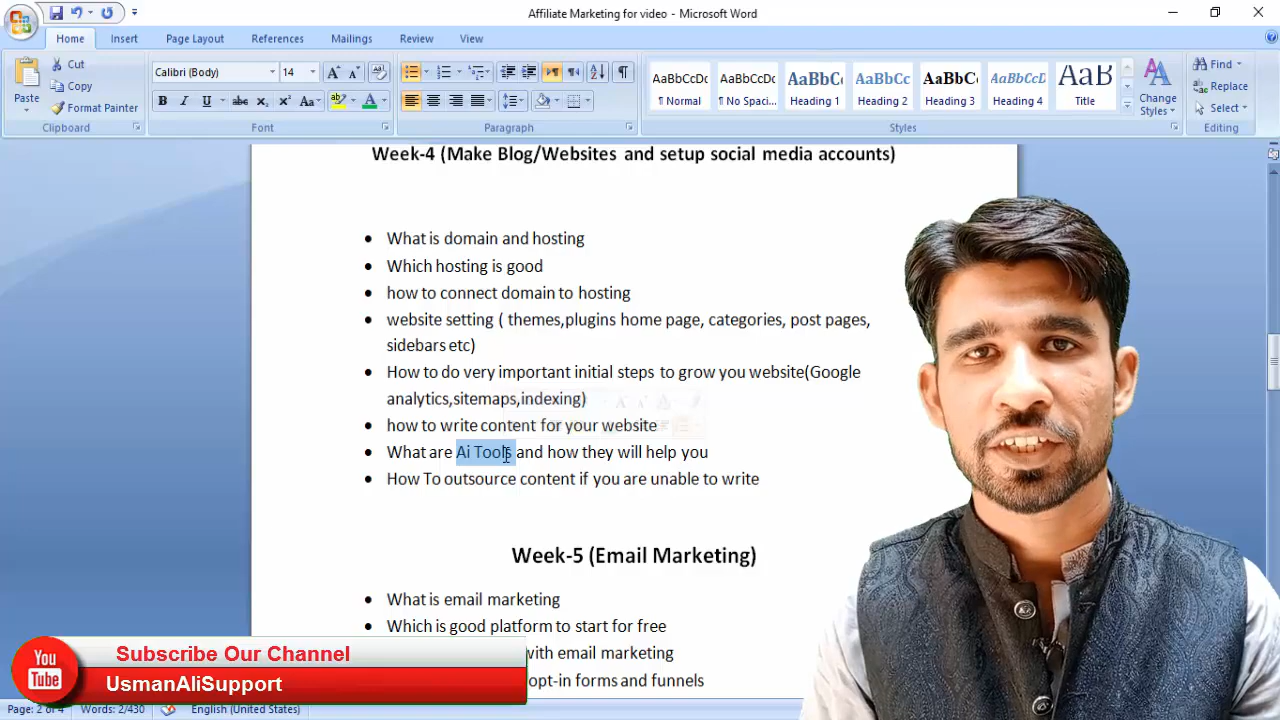 Affiliate Marketing for video - Microsoft Word
Home Insert Page Layout References Mailings Review View
Paste Cut Copy Format Painter
Clipboard
Calibri (Body) 14
B I U abc x₂ x² Aa A
Font
Paragraph
AaBbCcDc AaBbCcDc AaBbC AaBbCc AaBbCc AaBbCc AaB
¶ Normal ¶ No Spaci... Heading 1 Heading 2 Heading 3 Heading 4 Title
Styles
Change Styles
Find Replace Select
Editing
Week-4 (Make Blog/Websites and setup social media accounts)
• What is domain and hosting
• Which hosting is good
• how to connect domain to hosting
• website setting ( themes,plugins home page, categories, post pages,
sidebars etc)
• How to do very important initial steps to grow you website(Google
analytics,sitemaps,indexing)
• how to write content for your website
• What are Ai Tools and how they will help you
• How To outsource content if you are unable to write
Week-5 (Email Marketing)
• What is email marketing
• Which is good platform to start for free
with email marketing
opt-in forms and funnels
You Tube
Subscribe Our Channel
UsmanAliSupport
Page: 2 of 4 Words: 2/430 English (United States)